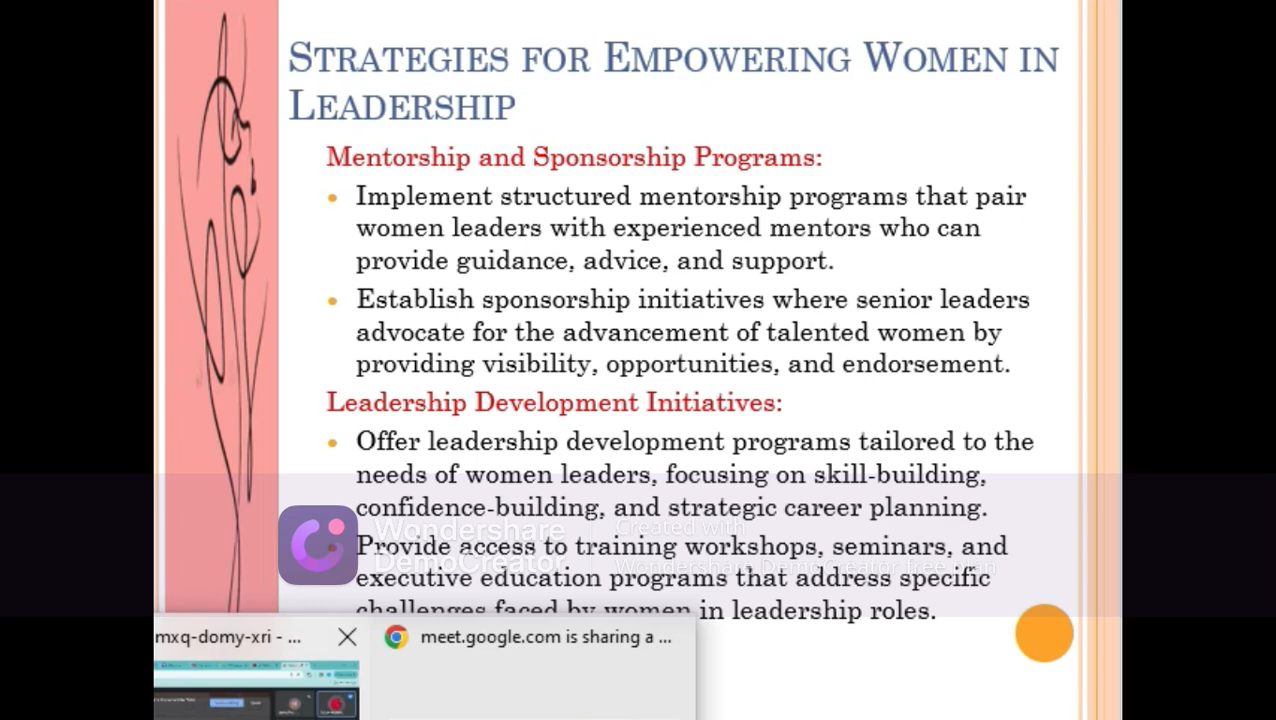 STRATEGIES FOR EMPOWERING WOMEN IN
LEADERSHIP
Mentorship and Sponsorship Programs:
Implement structured mentorship programs that pair
women leaders with experienced mentors who can
provide guidance, advice, and support.
Establish sponsorship initiatives where senior leaders
advocate for the advancement of talented women by
providing visibility, opportunities, and endorsement.
Leadership Development Initiatives:
Offer leadership development programs tailored to the
needs of women leaders, focusing on skill-building,
confidence-building, and strategic career planning.
Provide access to training workshops, seminars, and
executive education programs that address specific
challenges faced by women in leadership roles.
Wondershare
DemoCreator
Created with
Wondershare DemoCreator free plan
mxq-domy-xri - ...
meet.google.com is sharing a ...